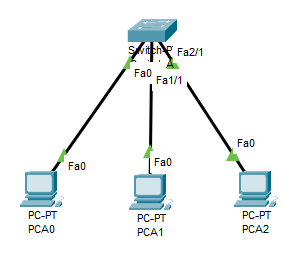 Switch-P
Fa2/1
Fa0
Fa1/1
Fa0
Fa0
Fa0
PC-PT
PCA0
PC-PT
PCA1
PC-PT
PCA2